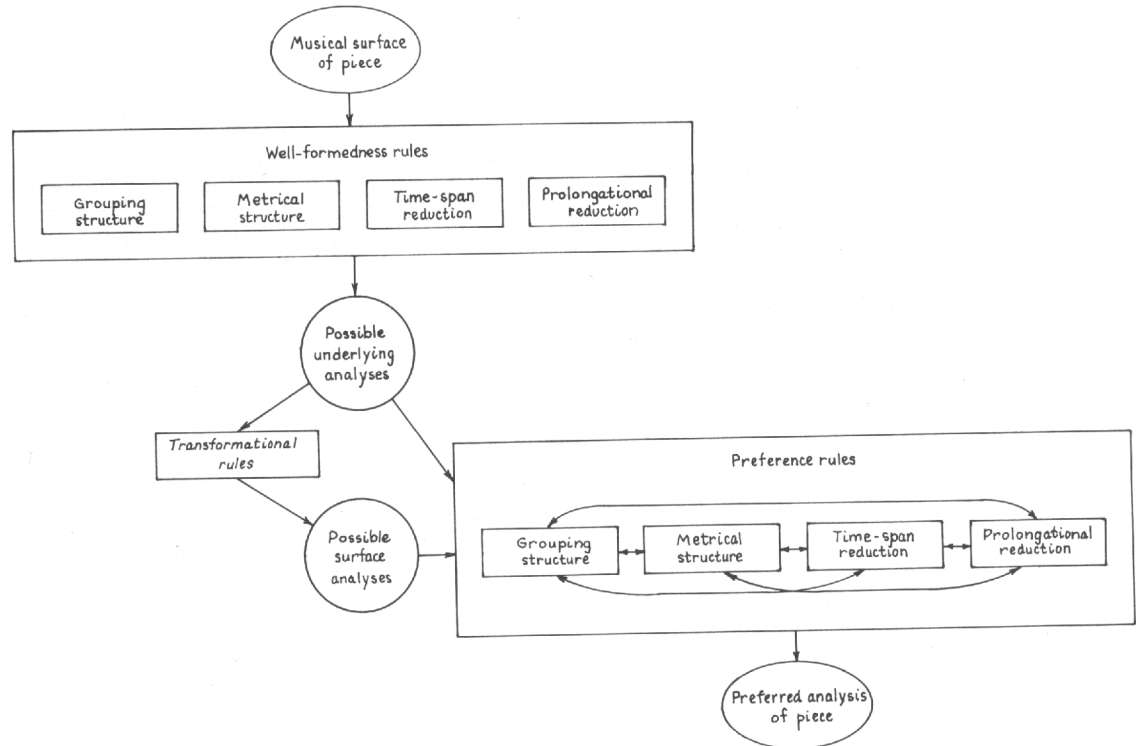 Musical surface
of piece
Well-formedness rules
Grouping
structure
Metrical
structure
Time-span
reduction
Prolongational
reduction
Possible
underlying
analyses
Transformational
rules
Possible
surface
analyses
Preference rules
Grouping
structure
Metrical
structure
Time-span
reduction
Prolongational
reduction
Preferred analysis
of piece